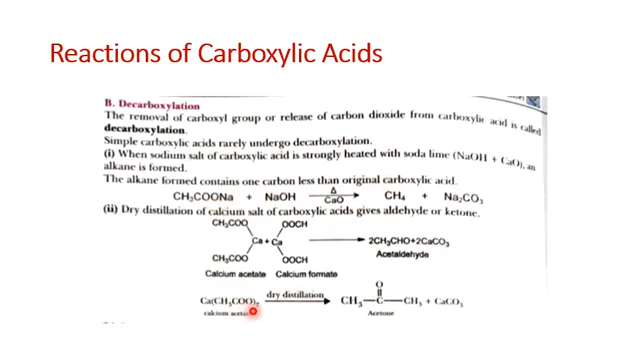 Reactions of Carboxylic Acids
B. Decarboxylation
The removal of carboxyl group or release of carbon dioxide from carboxylic acid is called
decarboxylation.
Simple carboxylic acids rarely undergo decarboxylation.
(i) When sodium salt of carboxylic acid is strongly heated with soda lime (NaOH + CaO), an
alkane is formed.
The alkane formed contains one carbon less than original carboxylic acid.
CH₃COONa + NaOH Δ CaO CH₄ + Na₂CO₃
(ii) Dry distillation of calcium salt of carboxylic acids gives aldehyde or ketone.
CH₃COO OOCH
Ca + Ca 2CH₃CHO+2CaCO₃
CH₃COO OOCH Acetaldehyde
Calcium acetate Calcium formate
O
Ca(CH₃COO)₂ dry distillation CH₃—C—CH₃ + CaCO₃
calcium Acetone